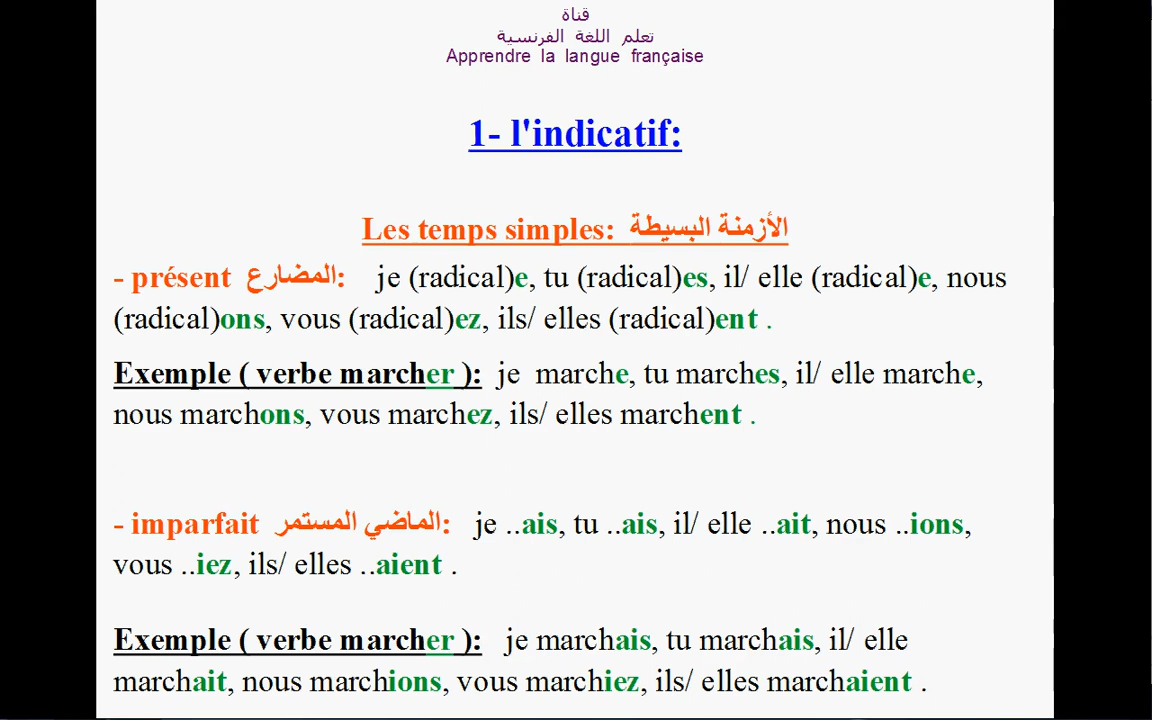 قناة
تعلم اللغة الفرنسية
Apprendre la langue française
1- l'indicatif:
Les temps simples: الأزمنة البسيطة
- présent المضارع: je (radical)e, tu (radical)es, il/ elle (radical)e, nous
(radical)ons, vous (radical)ez, ils/ elles (radical)ent .
Exemple ( verbe marcher ): je marche, tu marches, il/ elle marche,
nous marchons, vous marchez, ils/ elles marchent .
- imparfait الماضي المستمر: je ..ais, tu ..ais, il/ elle ..ait, nous ..ions,
vous ..iez, ils/ elles ..aient .
Exemple ( verbe marcher ): je marchais, tu marchais, il/ elle
marchait, nous marchions, vous marchiez, ils/ elles marchaient .